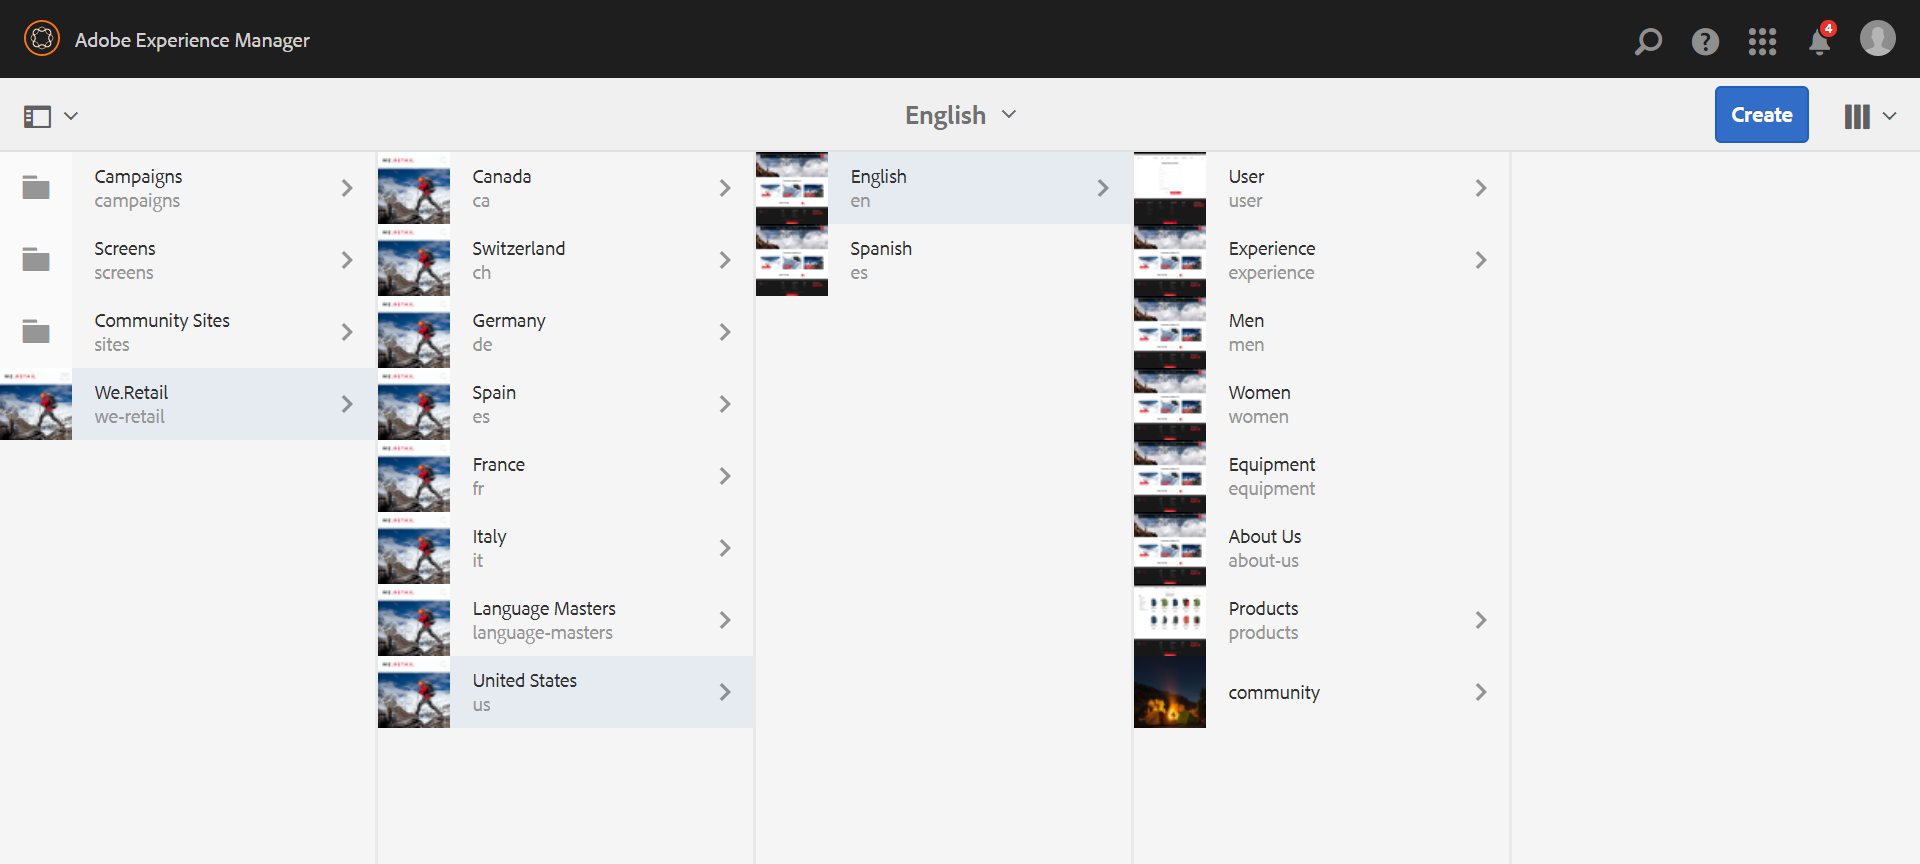 Adobe Experience Manager
4
English
Create
Campaigns
campaigns
Screens
screens
Community Sites
sites
We.Retail
we-retail
Canada
ca
Switzerland
ch
Germany
de
Spain
es
France
fr
Italy
it
Language Masters
language-masters
United States
us
English
en
Spanish
es
User
user
Experience
experience
Men
men
Women
women
Equipment
equipment
About Us
about-us
Products
products
community